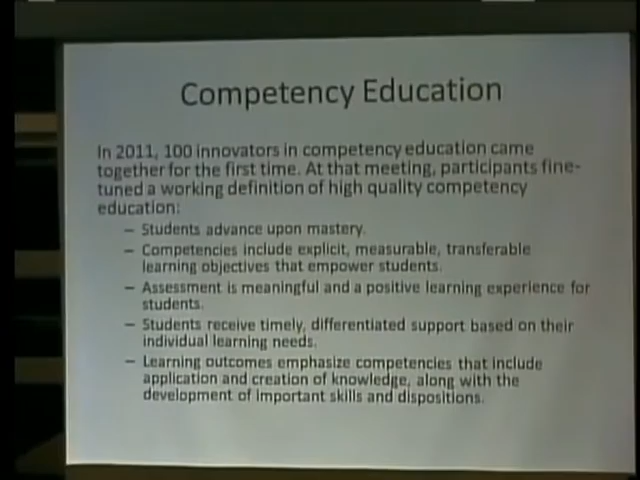 Competency Education
In 2011, 100 innovators in competency education came
together for the first time. At that meeting, participants fine-
tuned a working definition of high quality competency
education:
– Students advance upon mastery.
– Competencies include explicit, measurable, transferable
learning objectives that empower students.
– Assessment is meaningful and a positive learning experience for
students.
– Students receive timely, differentiated support based on their
individual learning needs.
– Learning outcomes emphasize competencies that include
application and creation of knowledge, along with the
development of important skills and dispositions.